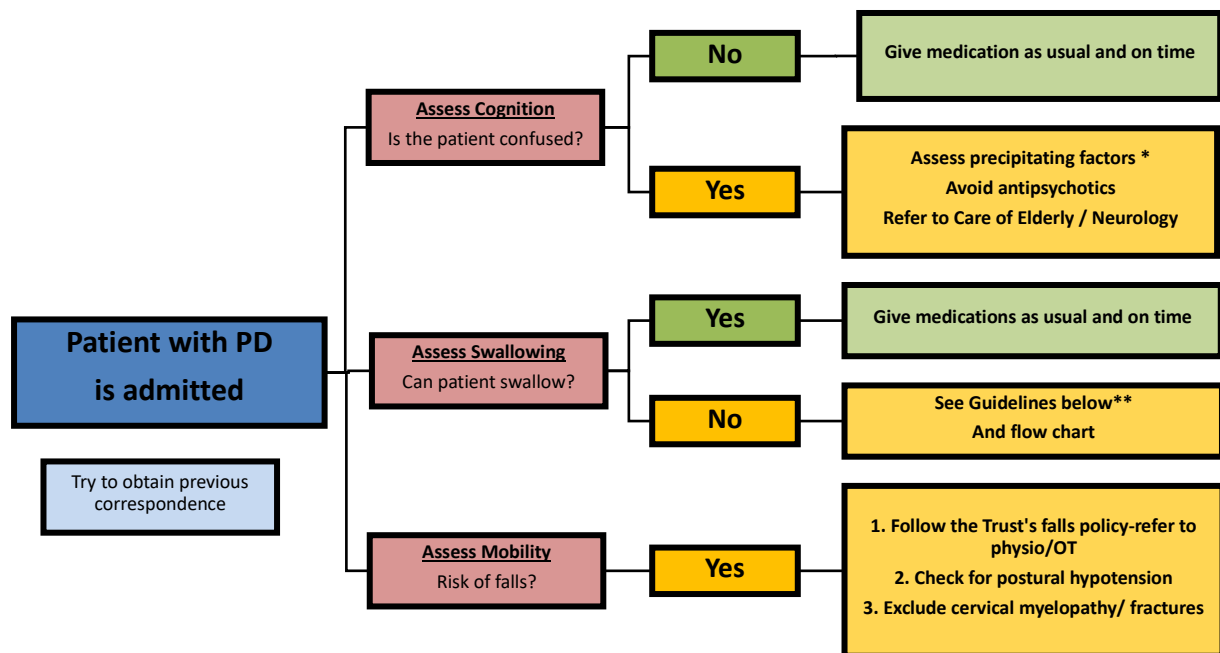 Patient with PD
is admitted
Try to obtain previous
correspondence
Assess Cognition
Is the patient confused?
No
Give medication as usual and on time
Yes
Assess precipitating factors *
Avoid antipsychotics
Refer to Care of Elderly / Neurology
Assess Swallowing
Can patient swallow?
Yes
Give medications as usual and on time
No
See Guidelines below**
And flow chart
Assess Mobility
Risk of falls?
Yes
1. Follow the Trust's falls policy-refer to
physio/OT
2. Check for postural hypotension
3. Exclude cervical myelopathy/ fractures